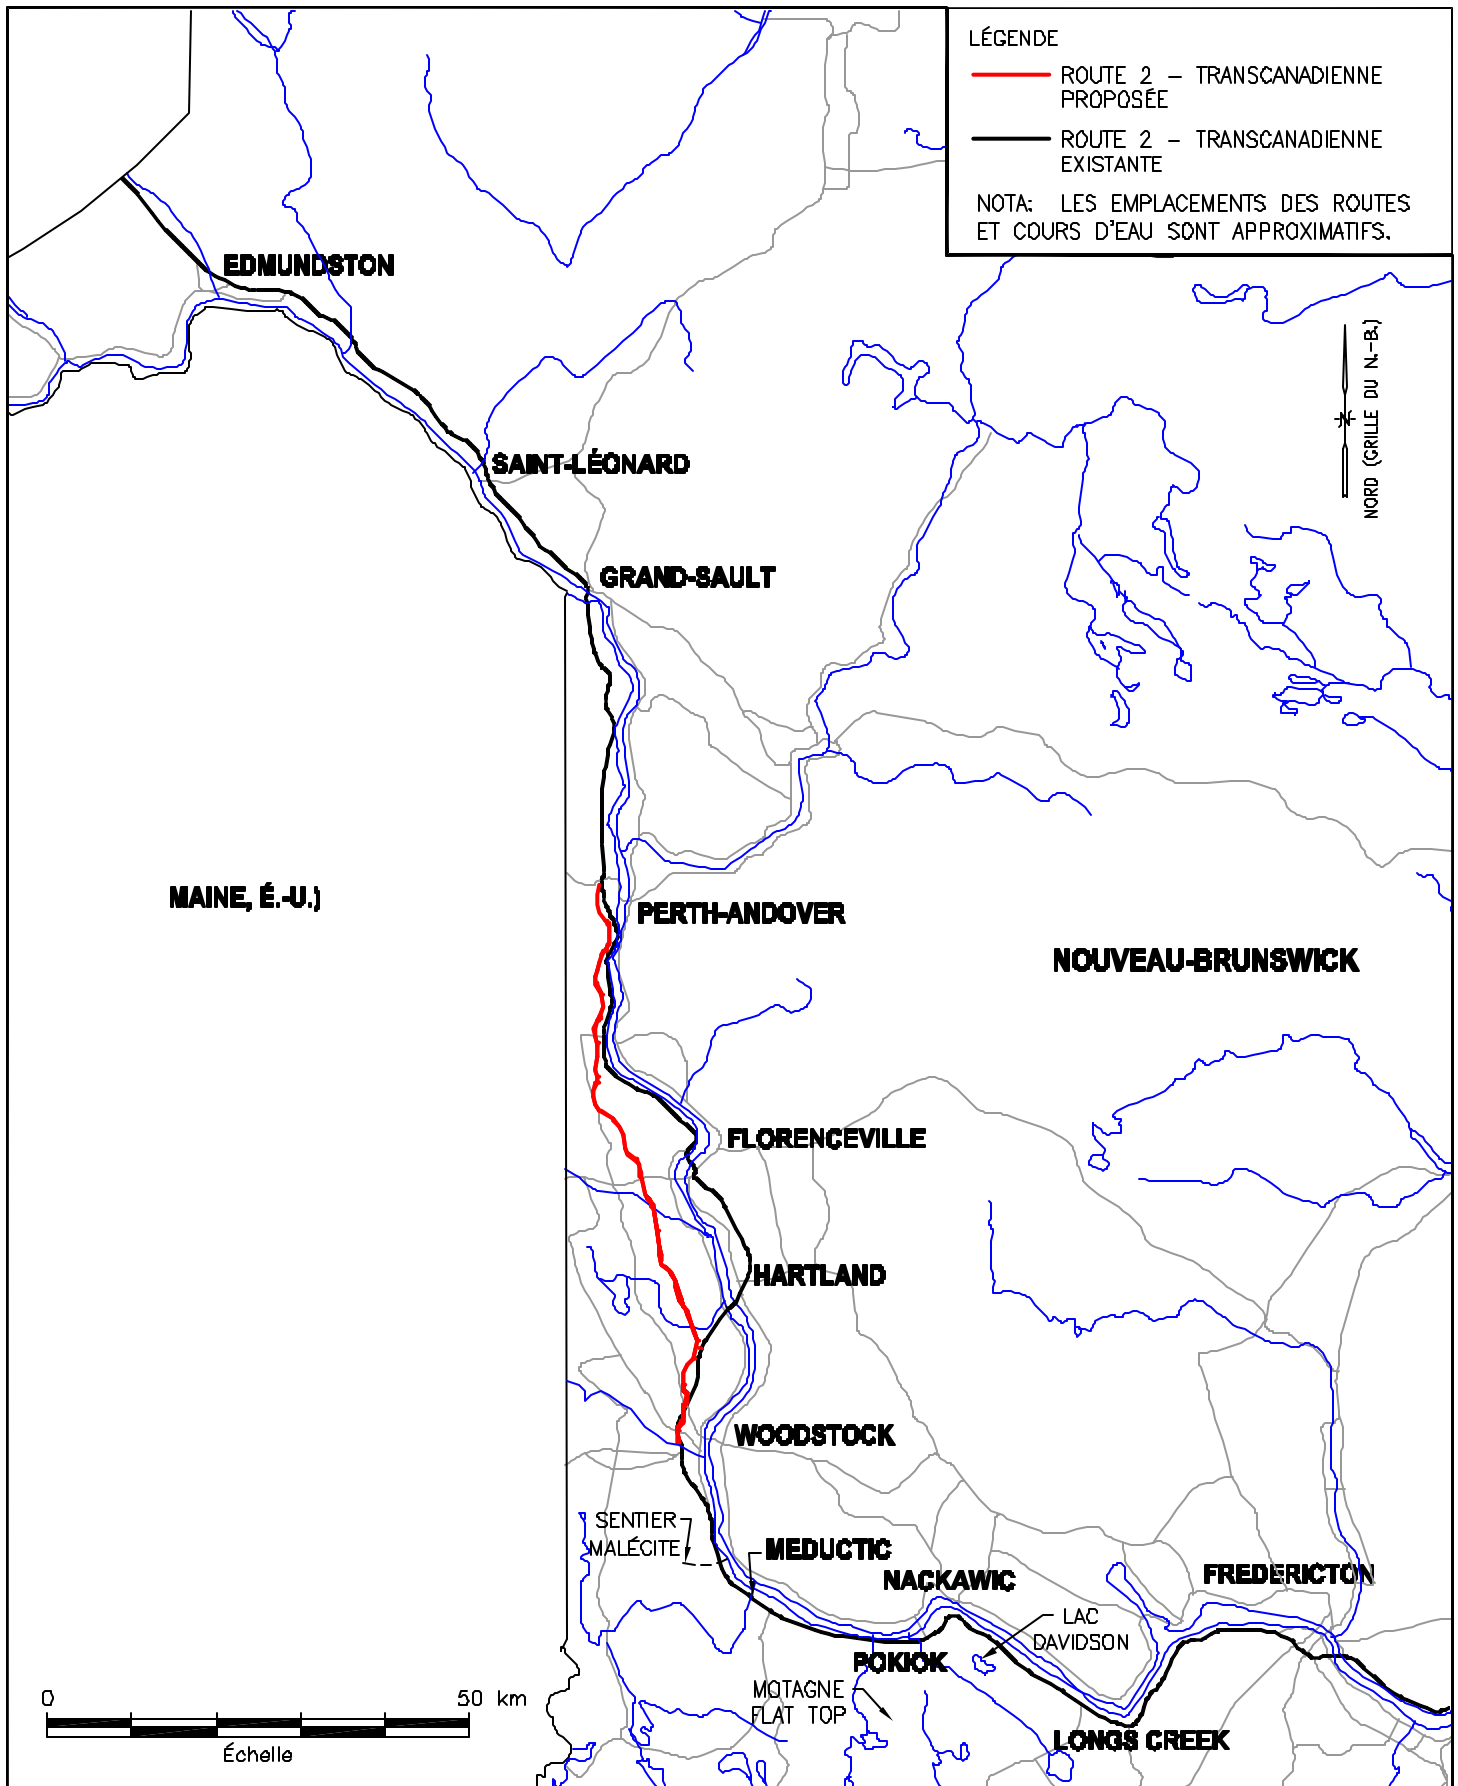 LÉGENDE
ROUTE 2 – TRANSCANADIENNE
PROPOSÉE
ROUTE 2 – TRANSCANADIENNE
EXISTANTE
NOTA: LES EMPLACEMENTS DES ROUTES
ET COURS D'EAU SONT APPROXIMATIFS.
EDMUNDSTON
NORD (GRILLE DU N.-B.)
SAINT-LÉONARD
GRAND-SAULT
MAINE, É.-U.)
PERTH-ANDOVER
NOUVEAU-BRUNSWICK
FLORENCEVILLE
HARTLAND
WOODSTOCK
SENTIER
MALÉCITE
MEDUCTIC
NACKAWIC
FREDERICTON
LAC
DAVIDSON
POKIOK
MOTAGNE
FLAT TOP
LONGS CREEK
0 50 km
Échelle